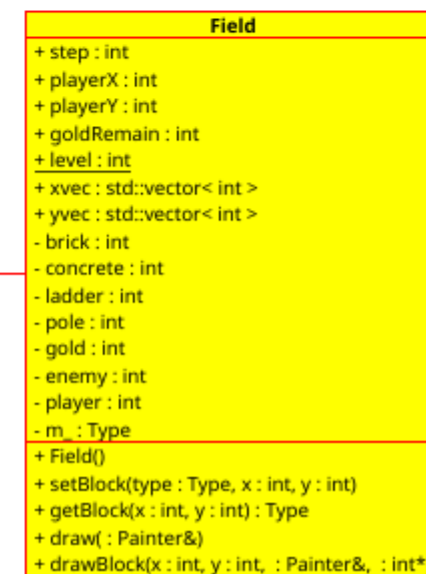 Field
+ step : int
+ playerX : int
+ playerY : int
+ goldRemain : int
+ level : int
+ xvec : std::vector< int >
+ yvec : std::vector< int >
- brick : int
- concrete : int
- ladder : int
- pole : int
- gold : int
- enemy : int
- player : int
- m_ : Type
+ Field()
+ setBlock(type : Type, x : int, y : int)
+ getBlock(x : int, y : int) : Type
+ draw( : Painter&)
+ drawBlock(x : int, y : int,  : Painter&,  : int*